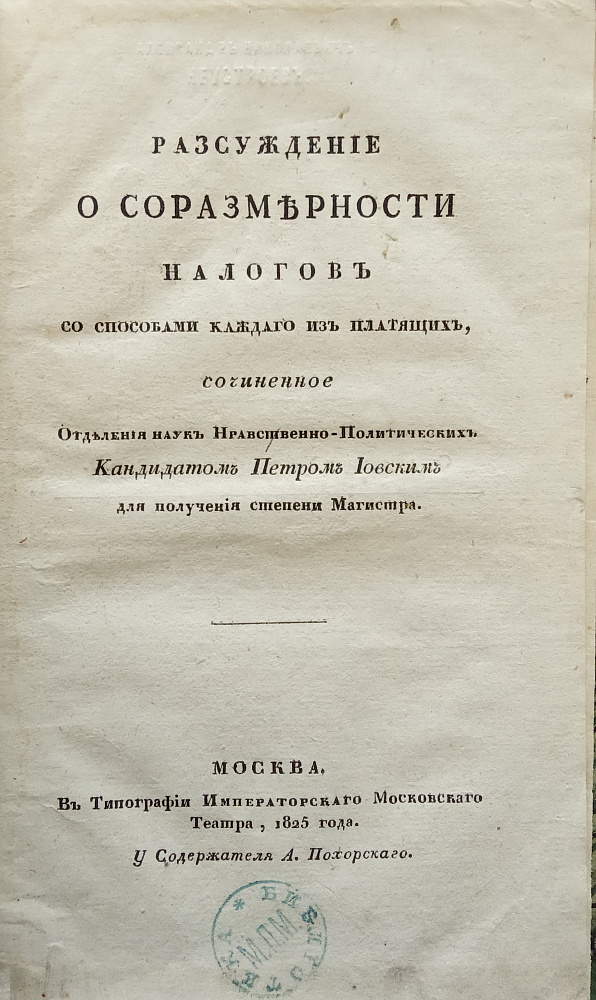 РАЗСУЖДЕНІЕ
О СОРАЗМѢРНОСТИ
НАЛОГОВЪ
СО СПОСОБАМИ КАЖДАГО ИЗЪ ПЛАТЯЩИХЪ,
сочиненное
Отдѣленія наукъ Нравственно-Политическихъ
Кандидатомъ Петромъ Іовскимъ
для полученія степени Магистра.
МОСКВА.
Въ Типографіи Императорскаго Московскаго
Театра, 1825 года.
У Содержателя А. Похорскаго.
* БИБЛІОТЕКА
М.П.М.